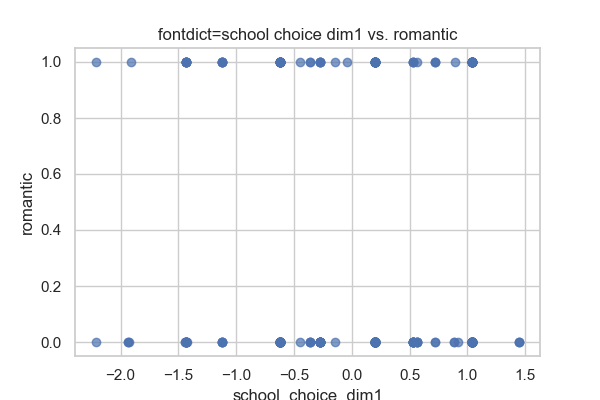 fontdict=school choice dim1 vs. romantic
1.0
0.8
0.6
0.4
0.2
0.0
romantic
−2.0 −1.5 −1.0 −0.5 0.0 0.5 1.0 1.5
school_choice_dim1